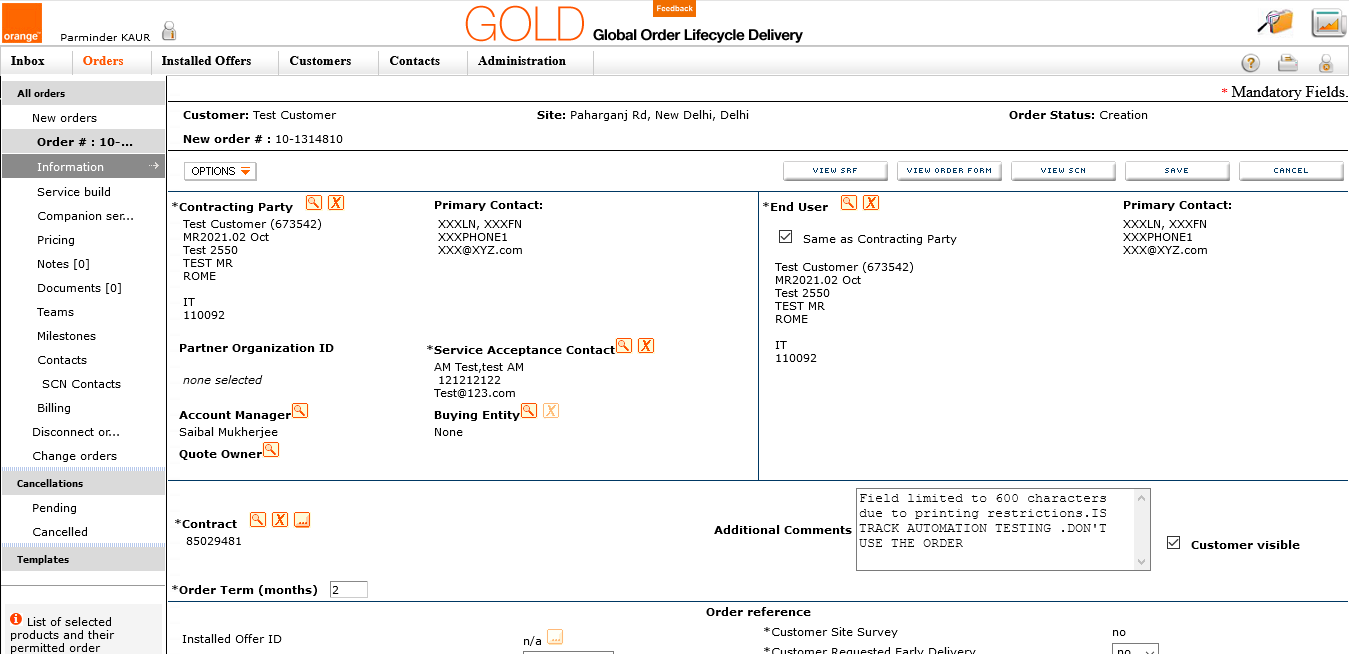 Feedback
orange™
Parminder KAUR
GOLD Global Order Lifecycle Delivery
Inbox Orders Installed Offers Customers Contacts Administration
* Mandatory Fields.
All orders
New orders
Order # : 10-...
Information
Service build
Companion ser...
Pricing
Notes [0]
Documents [0]
Teams
Milestones
Contacts
SCN Contacts
Billing
Disconnect or...
Change orders
Cancellations
Pending
Cancelled
Templates
List of selected
products and their
permitted order
Customer: Test Customer Site: Paharganj Rd, New Delhi, Delhi Order Status: Creation
New order # : 10-1314810
OPTIONS VIEW SRF VIEW ORDER FORM VIEW SCN SAVE CANCEL
*Contracting Party X
Test Customer (673542)
MR2021.02 Oct
Test 2550
TEST MR
ROME
IT
110092
Primary Contact:
XXXLN, XXXFN
XXXPHONE1
XXX@XYZ.com
Partner Organization ID
none selected
*Service Acceptance Contact X
AM Test,test AM
121212122
Test@123.com
Account Manager
Saibal Mukherjee
Quote Owner
Buying Entity X
None
*End User X
Same as Contracting Party
Test Customer (673542)
MR2021.02 Oct
Test 2550
TEST MR
ROME
IT
110092
Primary Contact:
XXXLN, XXXFN
XXXPHONE1
XXX@XYZ.com
*Contract X ...
85029481
Additional Comments
Field limited to 600 characters
due to printing restrictions.IS
TRACK AUTOMATION TESTING .DON'T
USE THE ORDER
Customer visible
*Order Term (months) 2
Order reference
Installed Offer ID n/a ...
*Customer Site Survey no
*Customer Requested Early Delivery no